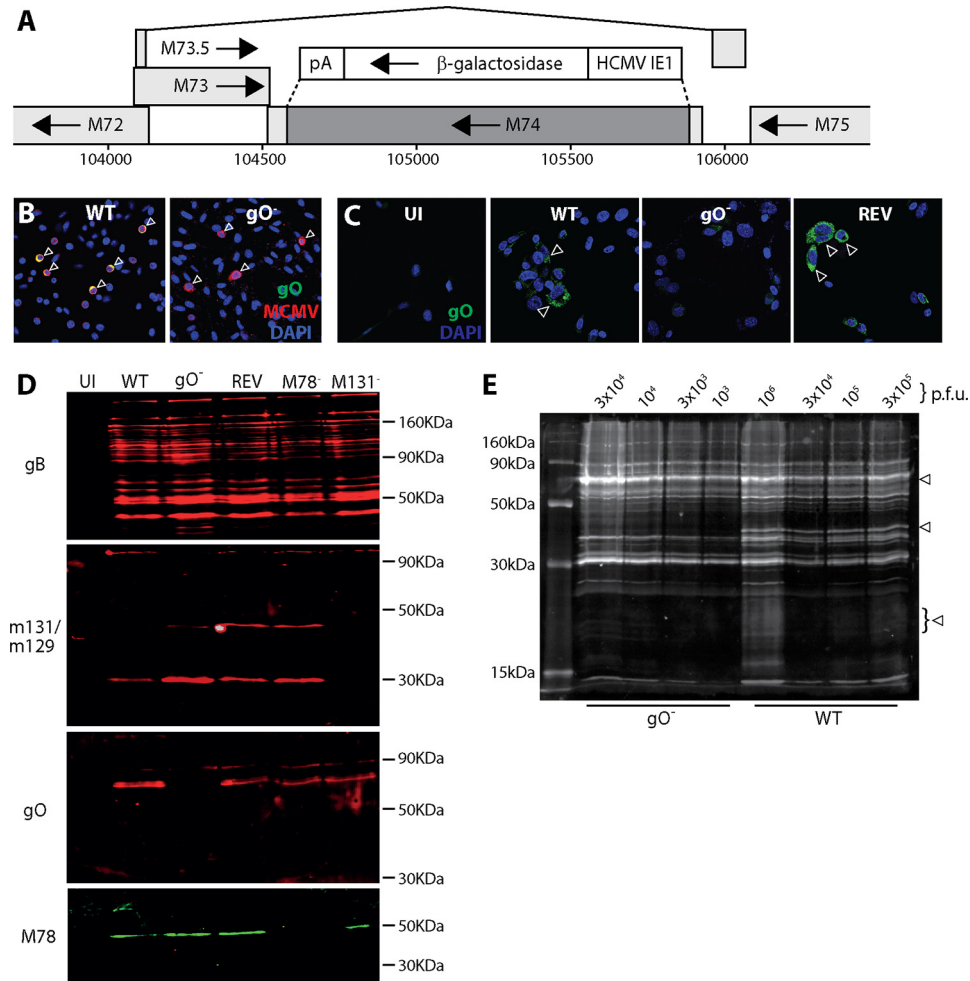 A
M73.5
pA
β-galactosidase
HCMV IE1
M73
M72
M74
M75
104000
104500
105000
105500
106000
B
WT
gO-
gO
MCMV
DAPI
C
UI
WT
gO-
REV
gO
DAPI
D
UI
WT
gO-
REV
M78-
M131-
gB
160KDa
90KDa
50KDa
m131/
m129
90KDa
50KDa
30KDa
gO
90KDa
50KDa
30KDa
M78
50KDa
30KDa
E
3x10⁴
10⁴
3x10³
10³
10⁶
3x10⁴
10⁵
3x10⁵
} p.f.u.
160kDa
90kDa
50kDa
30kDa
15kDa
gO-
WT